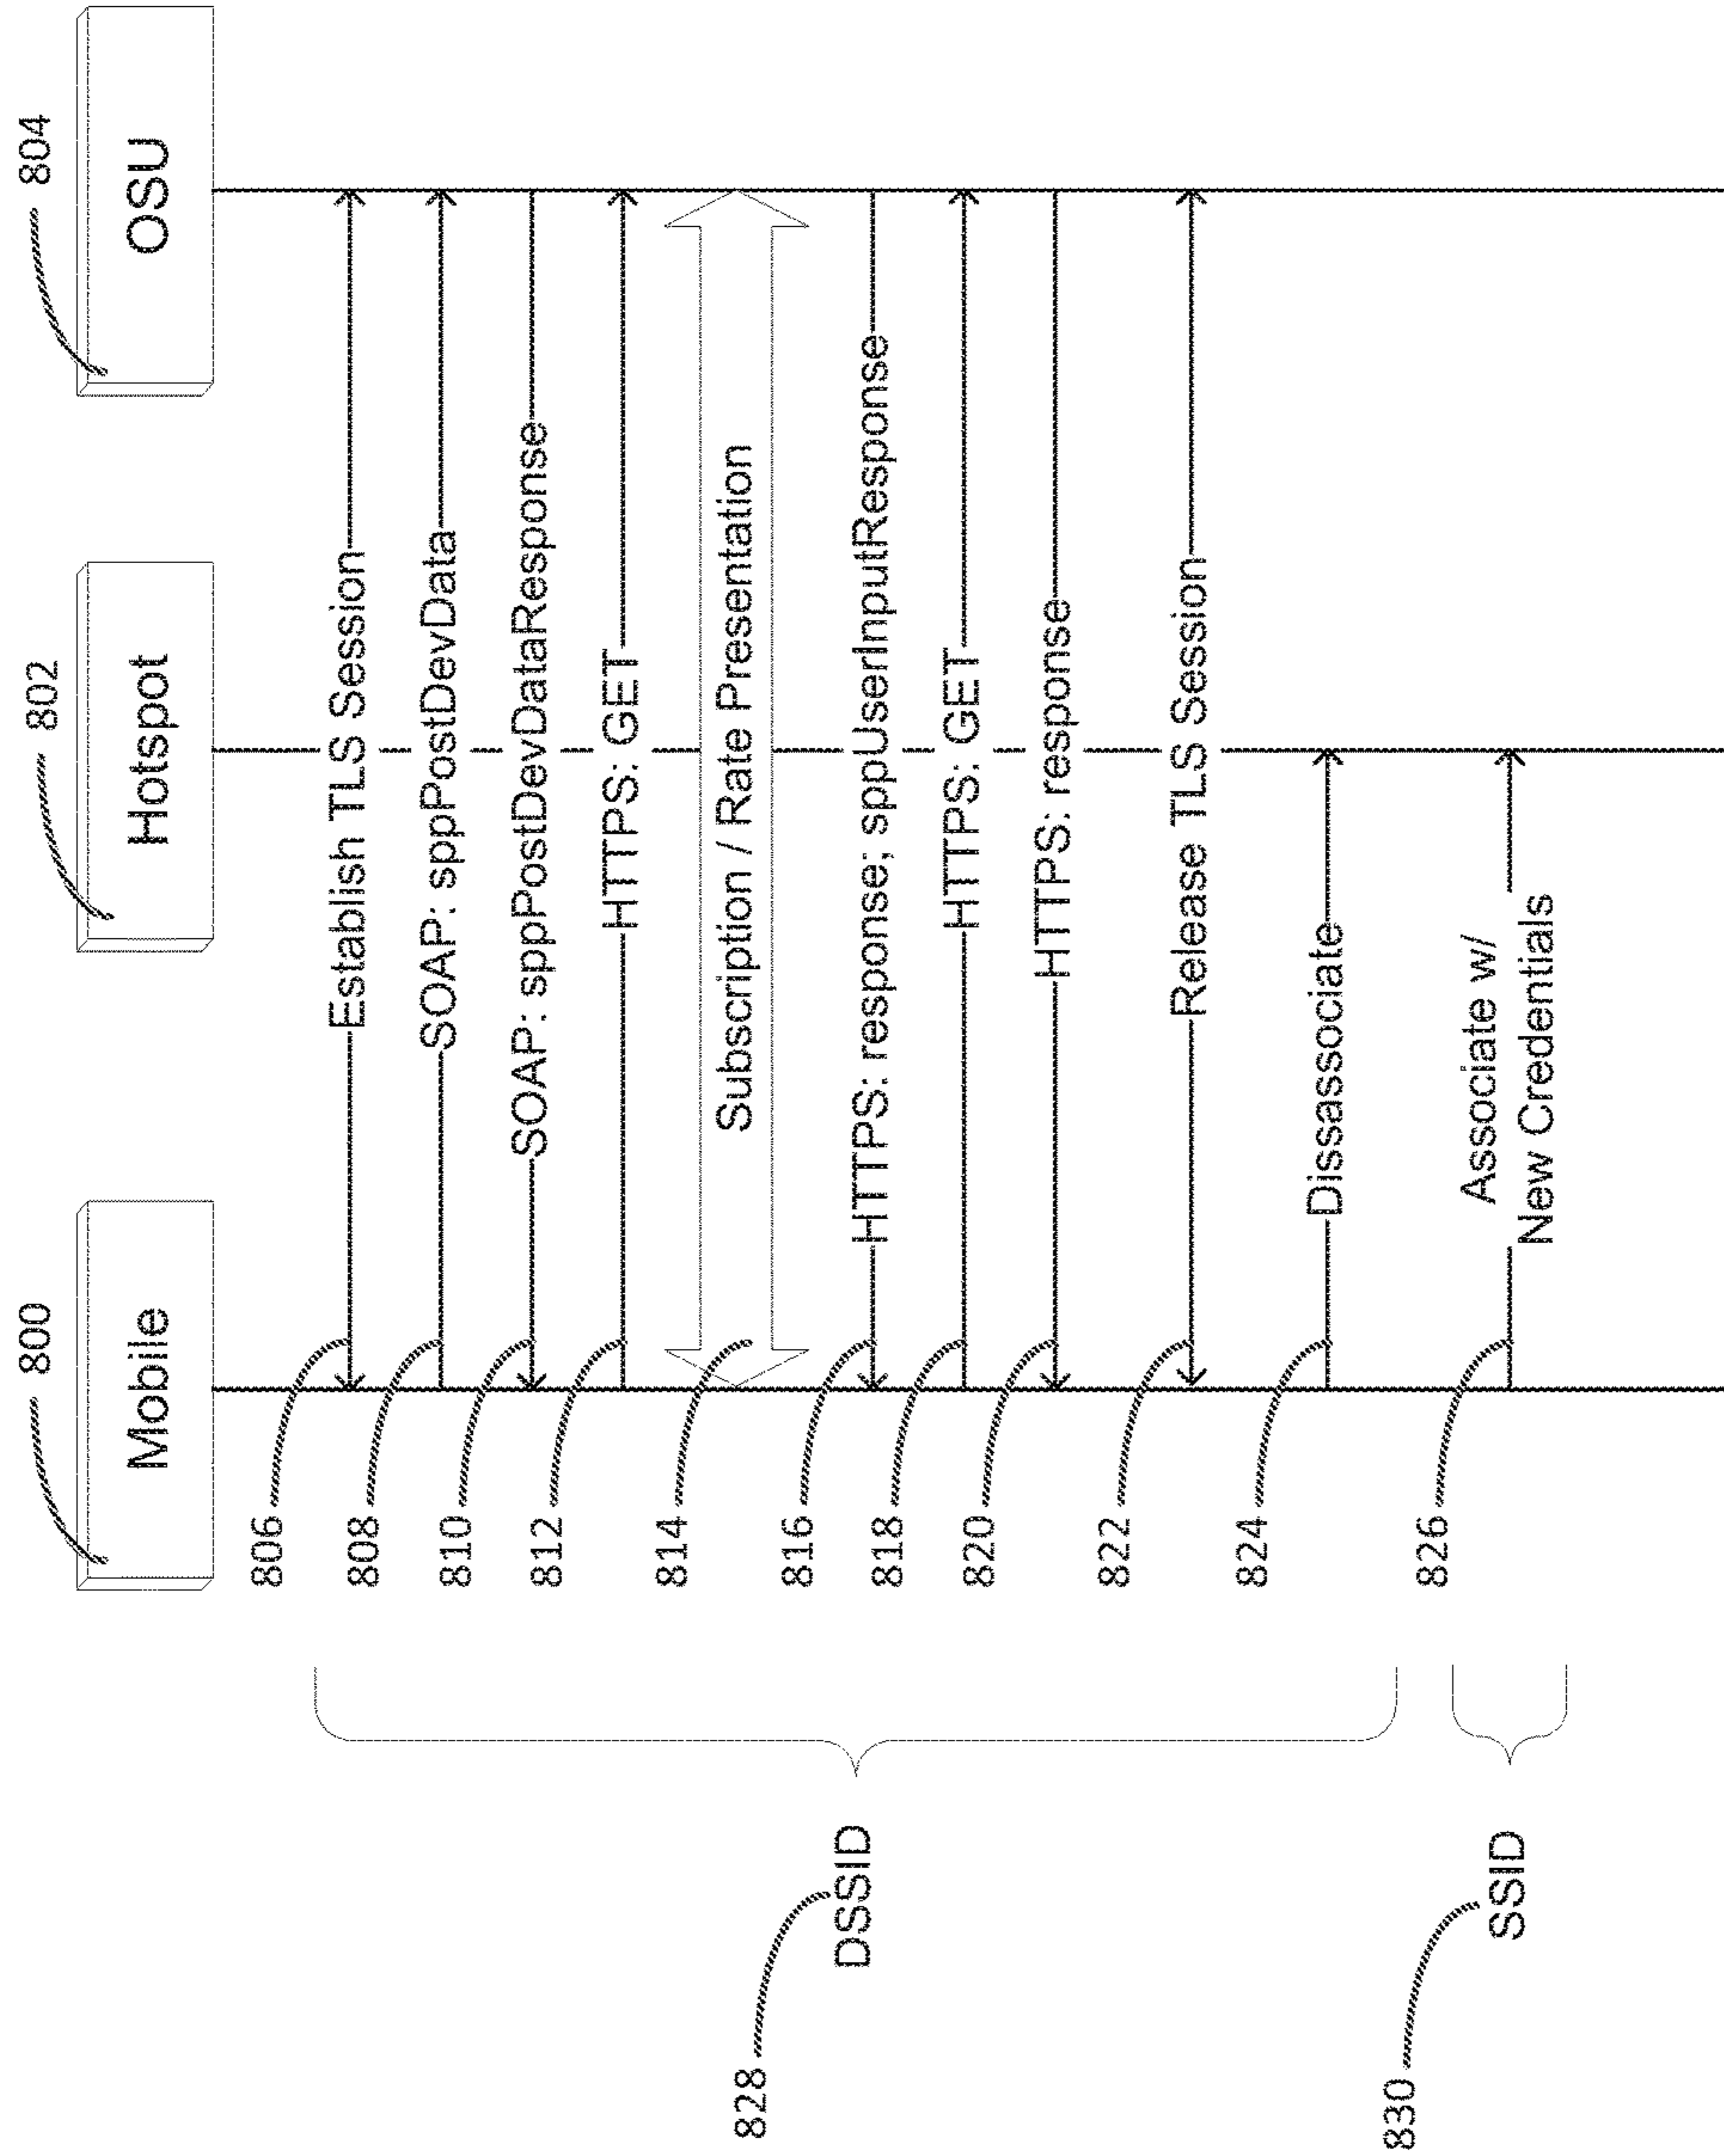 800
802
804
Mobile
Hotspot
OSU
806
Establish TLS Session
808
SOAP: sppPostDevData
810
SOAP: sppPostDevDataResponse
812
HTTPS: GET
814
Subscription / Rate Presentation
816
HTTPS: response; sppUserInputResponse
818
HTTPS: GET
820
HTTPS: response
822
Release TLS Session
824
Dissassociate
826
Associate w/
New Credentials
828
DSSID
830
SSID